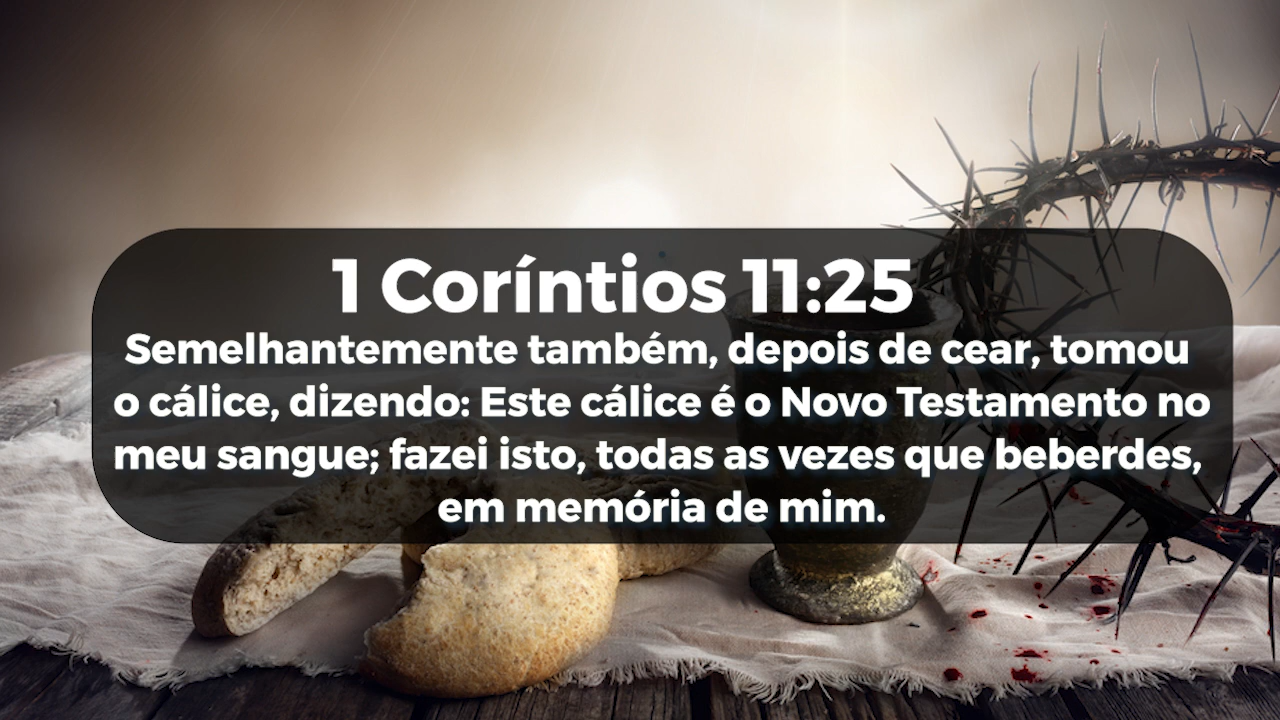 1 Coríntios 11:25
Semelhantemente também, depois de cear, tomou
o cálice, dizendo: Este cálice é o Novo Testamento no
meu sangue; fazei isto, todas as vezes que beberdes,
em memória de mim.